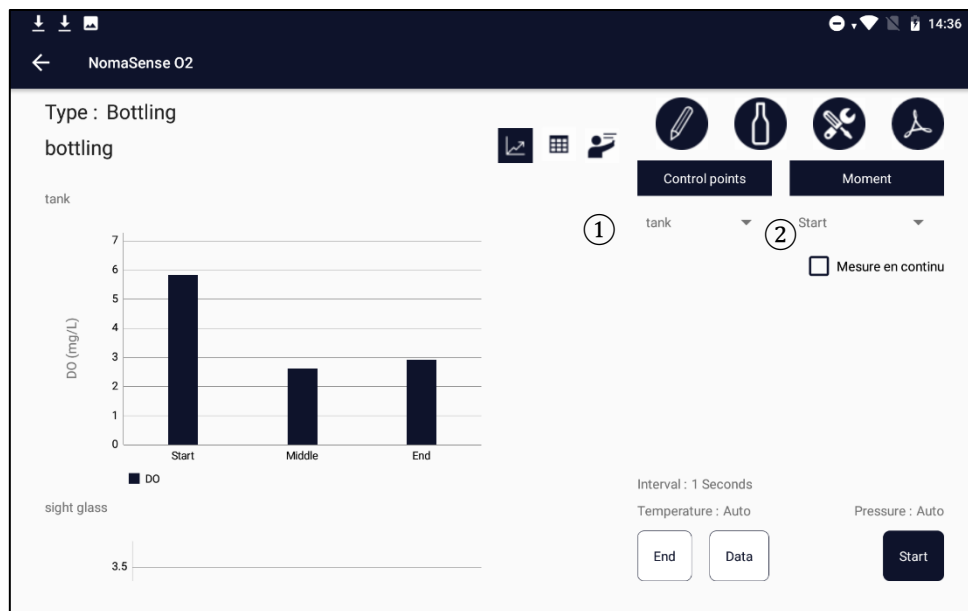 14:36
NomaSense O2
Type : Bottling
bottling
Control points
Moment
tank
①
tank
②
Start
Mesure en continu
7
6
5
4
3
2
1
0
DO (mg/L)
Start
Middle
End
DO
sight glass
3.5
Interval : 1 Seconds
Temperature : Auto
Pressure : Auto
End
Data
Start